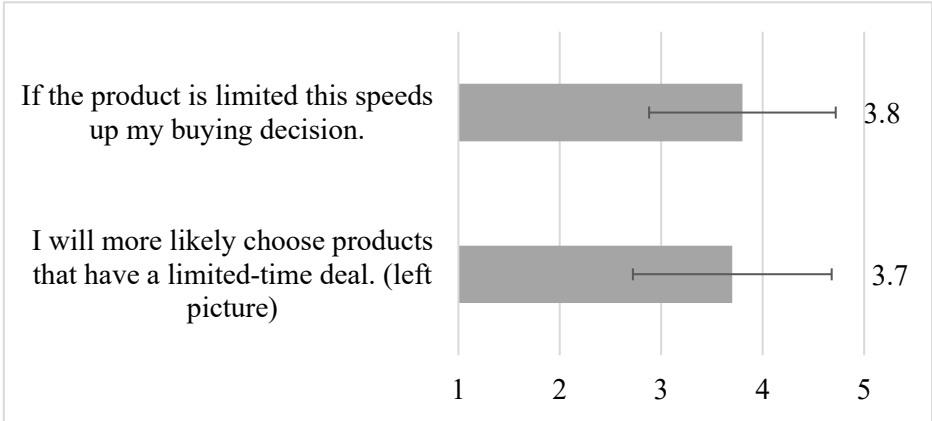 If the product is limited this speeds
up my buying decision.
3.8
I will more likely choose products
that have a limited-time deal. (left
picture)
3.7
1 2 3 4 5